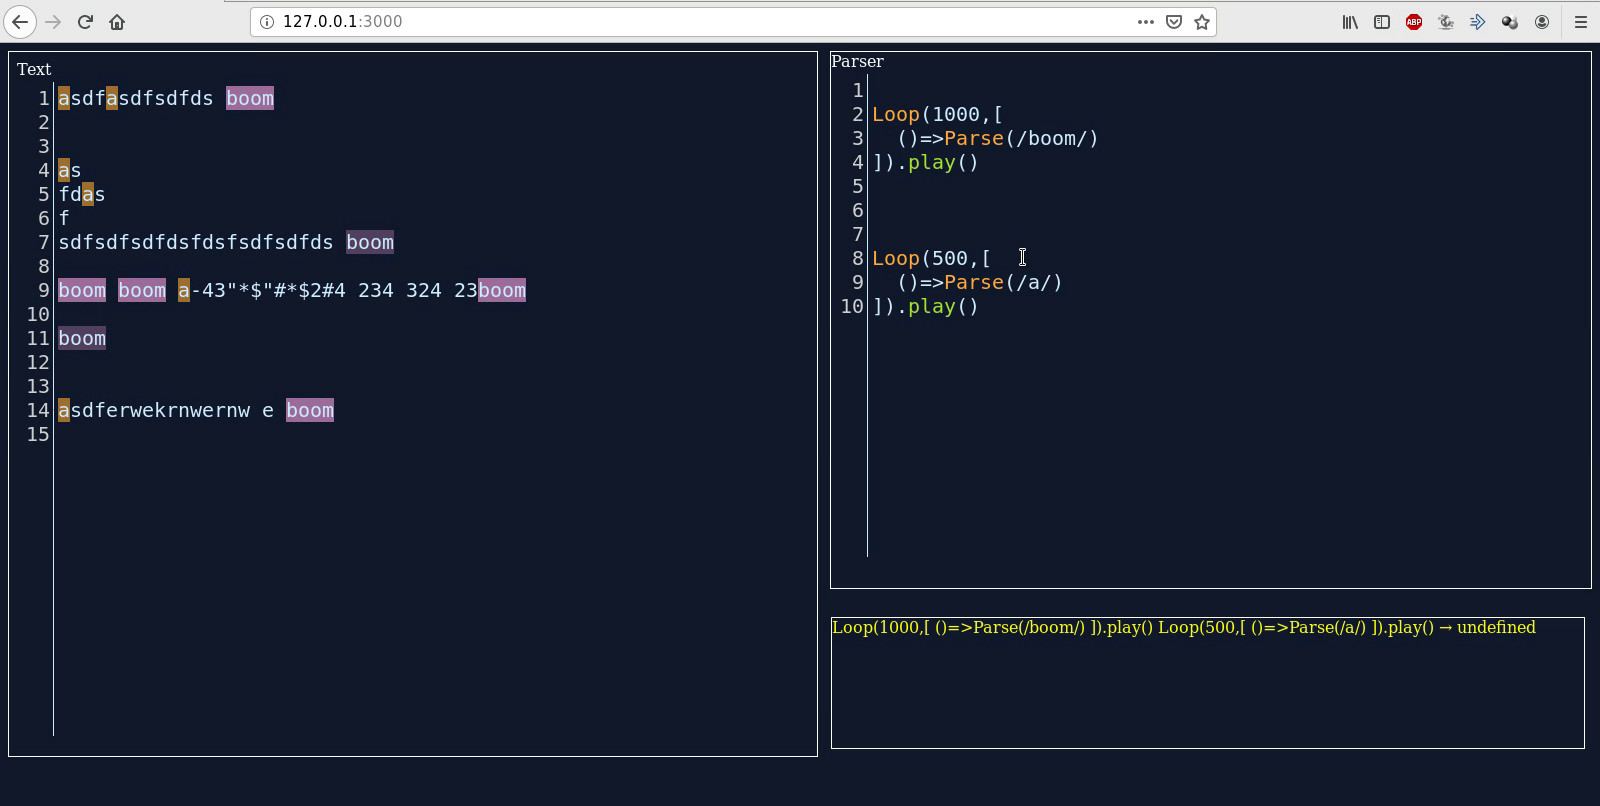 127.0.0.1:3000
ABP
Text
1 asdfasdfsdfds boom
2
3
4 as
5 fdas
6 f
7 sdfsdfsdfdsfdsfsdfsdfds boom
8
9 boom boom a-43"*$"#*$2#4 234 324 23boom
10
11 boom
12
13
14 asdferwekrnwernw e boom
15
Parser
1
2 Loop(1000,[
3 ()=>Parse(/boom/)
4 ]).play()
5
6
7
8 Loop(500,[
9 ()=>Parse(/a/)
10 ]).play()
Loop(1000,[ ()=>Parse(/boom/) ]).play() Loop(500,[ ()=>Parse(/a/) ]).play() → undefined